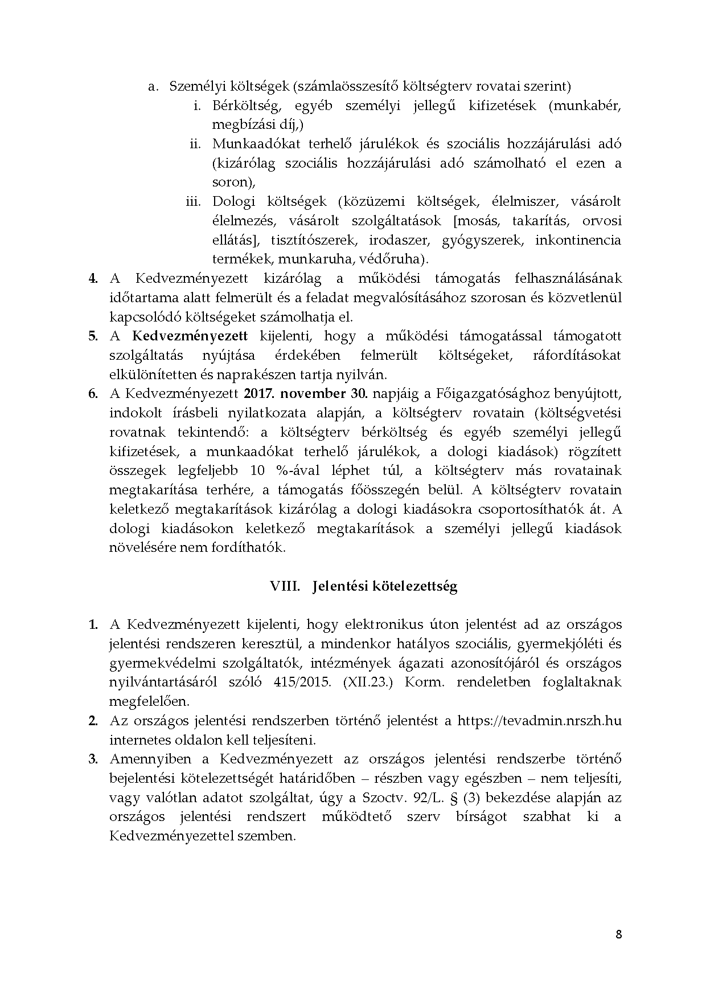 a. Személyi költségek (számlaösszesítő költségterv rovatai szerint)
i. Bérköltség, egyéb személyi jellegű kifizetések (munkabér,
megbízási díj,)
ii. Munkaadókat terhelő járulékok és szociális hozzájárulási adó
(kizárólag szociális hozzájárulási adó számolható el ezen a
soron),
iii. Dologi költségek (közüzemi költségek, élelmiszer, vásárolt
élelmezés, vásárolt szolgáltatások [mosás, takarítás, orvosi
ellátás], tisztítószerek, irodaszer, gyógyszerek, inkontinencia
termékek, munkaruha, védőruha).
4. A Kedvezményezett kizárólag a működési támogatás felhasználásának
időtartama alatt felmerült és a feladat megvalósításához szorosan és közvetlenül
kapcsolódó költségeket számolhatja el.
5. A Kedvezményezett kijelenti, hogy a működési támogatással támogatott
szolgáltatás nyújtása érdekében felmerült költségeket, ráfordításokat
elkülönítetten és naprakészen tartja nyilván.
6. A Kedvezményezett 2017. november 30. napjáig a Főigazgatósághoz benyújtott,
indokolt írásbeli nyilatkozata alapján, a költségterv rovatain (költségvetési
rovatnak tekintendő: a költségterv bérköltség és egyéb személyi jellegű
kifizetések, a munkaadókat terhelő járulékok, a dologi kiadások) rögzített
összegek legfeljebb 10 %-ával léphet túl, a költségterv más rovatainak
megtakarítása terhére, a támogatás főösszegén belül. A költségterv rovatain
keletkező megtakarítások kizárólag a dologi kiadásokra csoportosíthatók át. A
dologi kiadásokon keletkező megtakarítások a személyi jellegű kiadások
növelésére nem fordíthatók.
VIII. Jelentési kötelezettség
1. A Kedvezményezett kijelenti, hogy elektronikus úton jelentést ad az országos
jelentési rendszeren keresztül, a mindenkor hatályos szociális, gyermekjóléti és
gyermekvédelmi szolgáltatók, intézmények ágazati azonosítójáról és országos
nyilvántartásáról szóló 415/2015. (XII.23.) Korm. rendeletben foglaltaknak
megfelelően.
2. Az országos jelentési rendszerben történő jelentést a https://tevadmin.nrszh.hu
internetes oldalon kell teljesíteni.
3. Amennyiben a Kedvezményezett az országos jelentési rendszerbe történő
bejelentési kötelezettségét határidőben – részben vagy egészben – nem teljesíti,
vagy valótlan adatot szolgáltat, úgy a Szoctv. 92/L. § (3) bekezdése alapján az
országos jelentési rendszert működtető szerv bírságot szabhat ki a
Kedvezményezettel szemben.
8